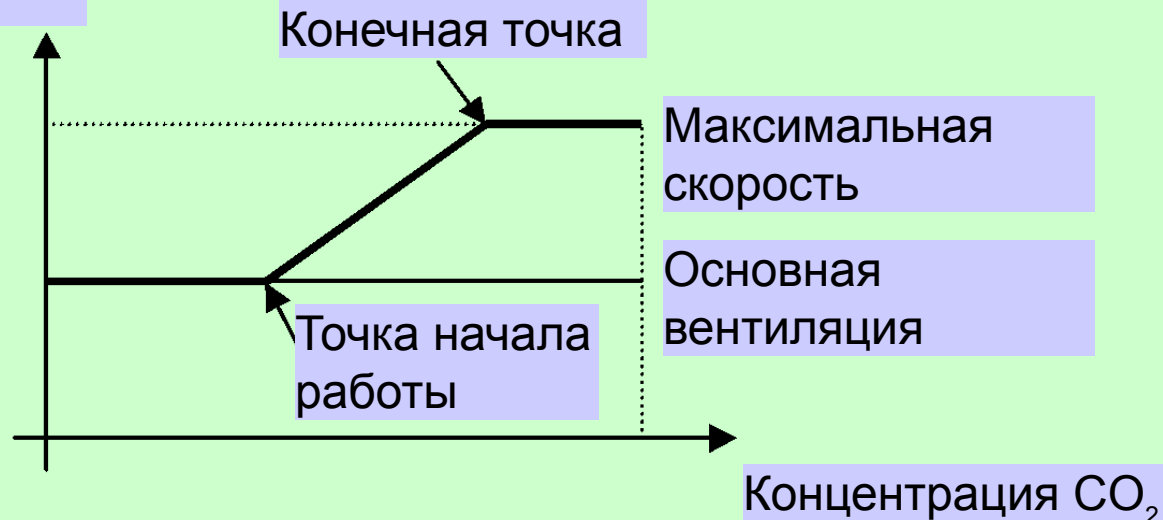 Конечная точка
Максимальная
скорость
Основная
вентиляция
Точка начала
работы
Концентрация CO₂